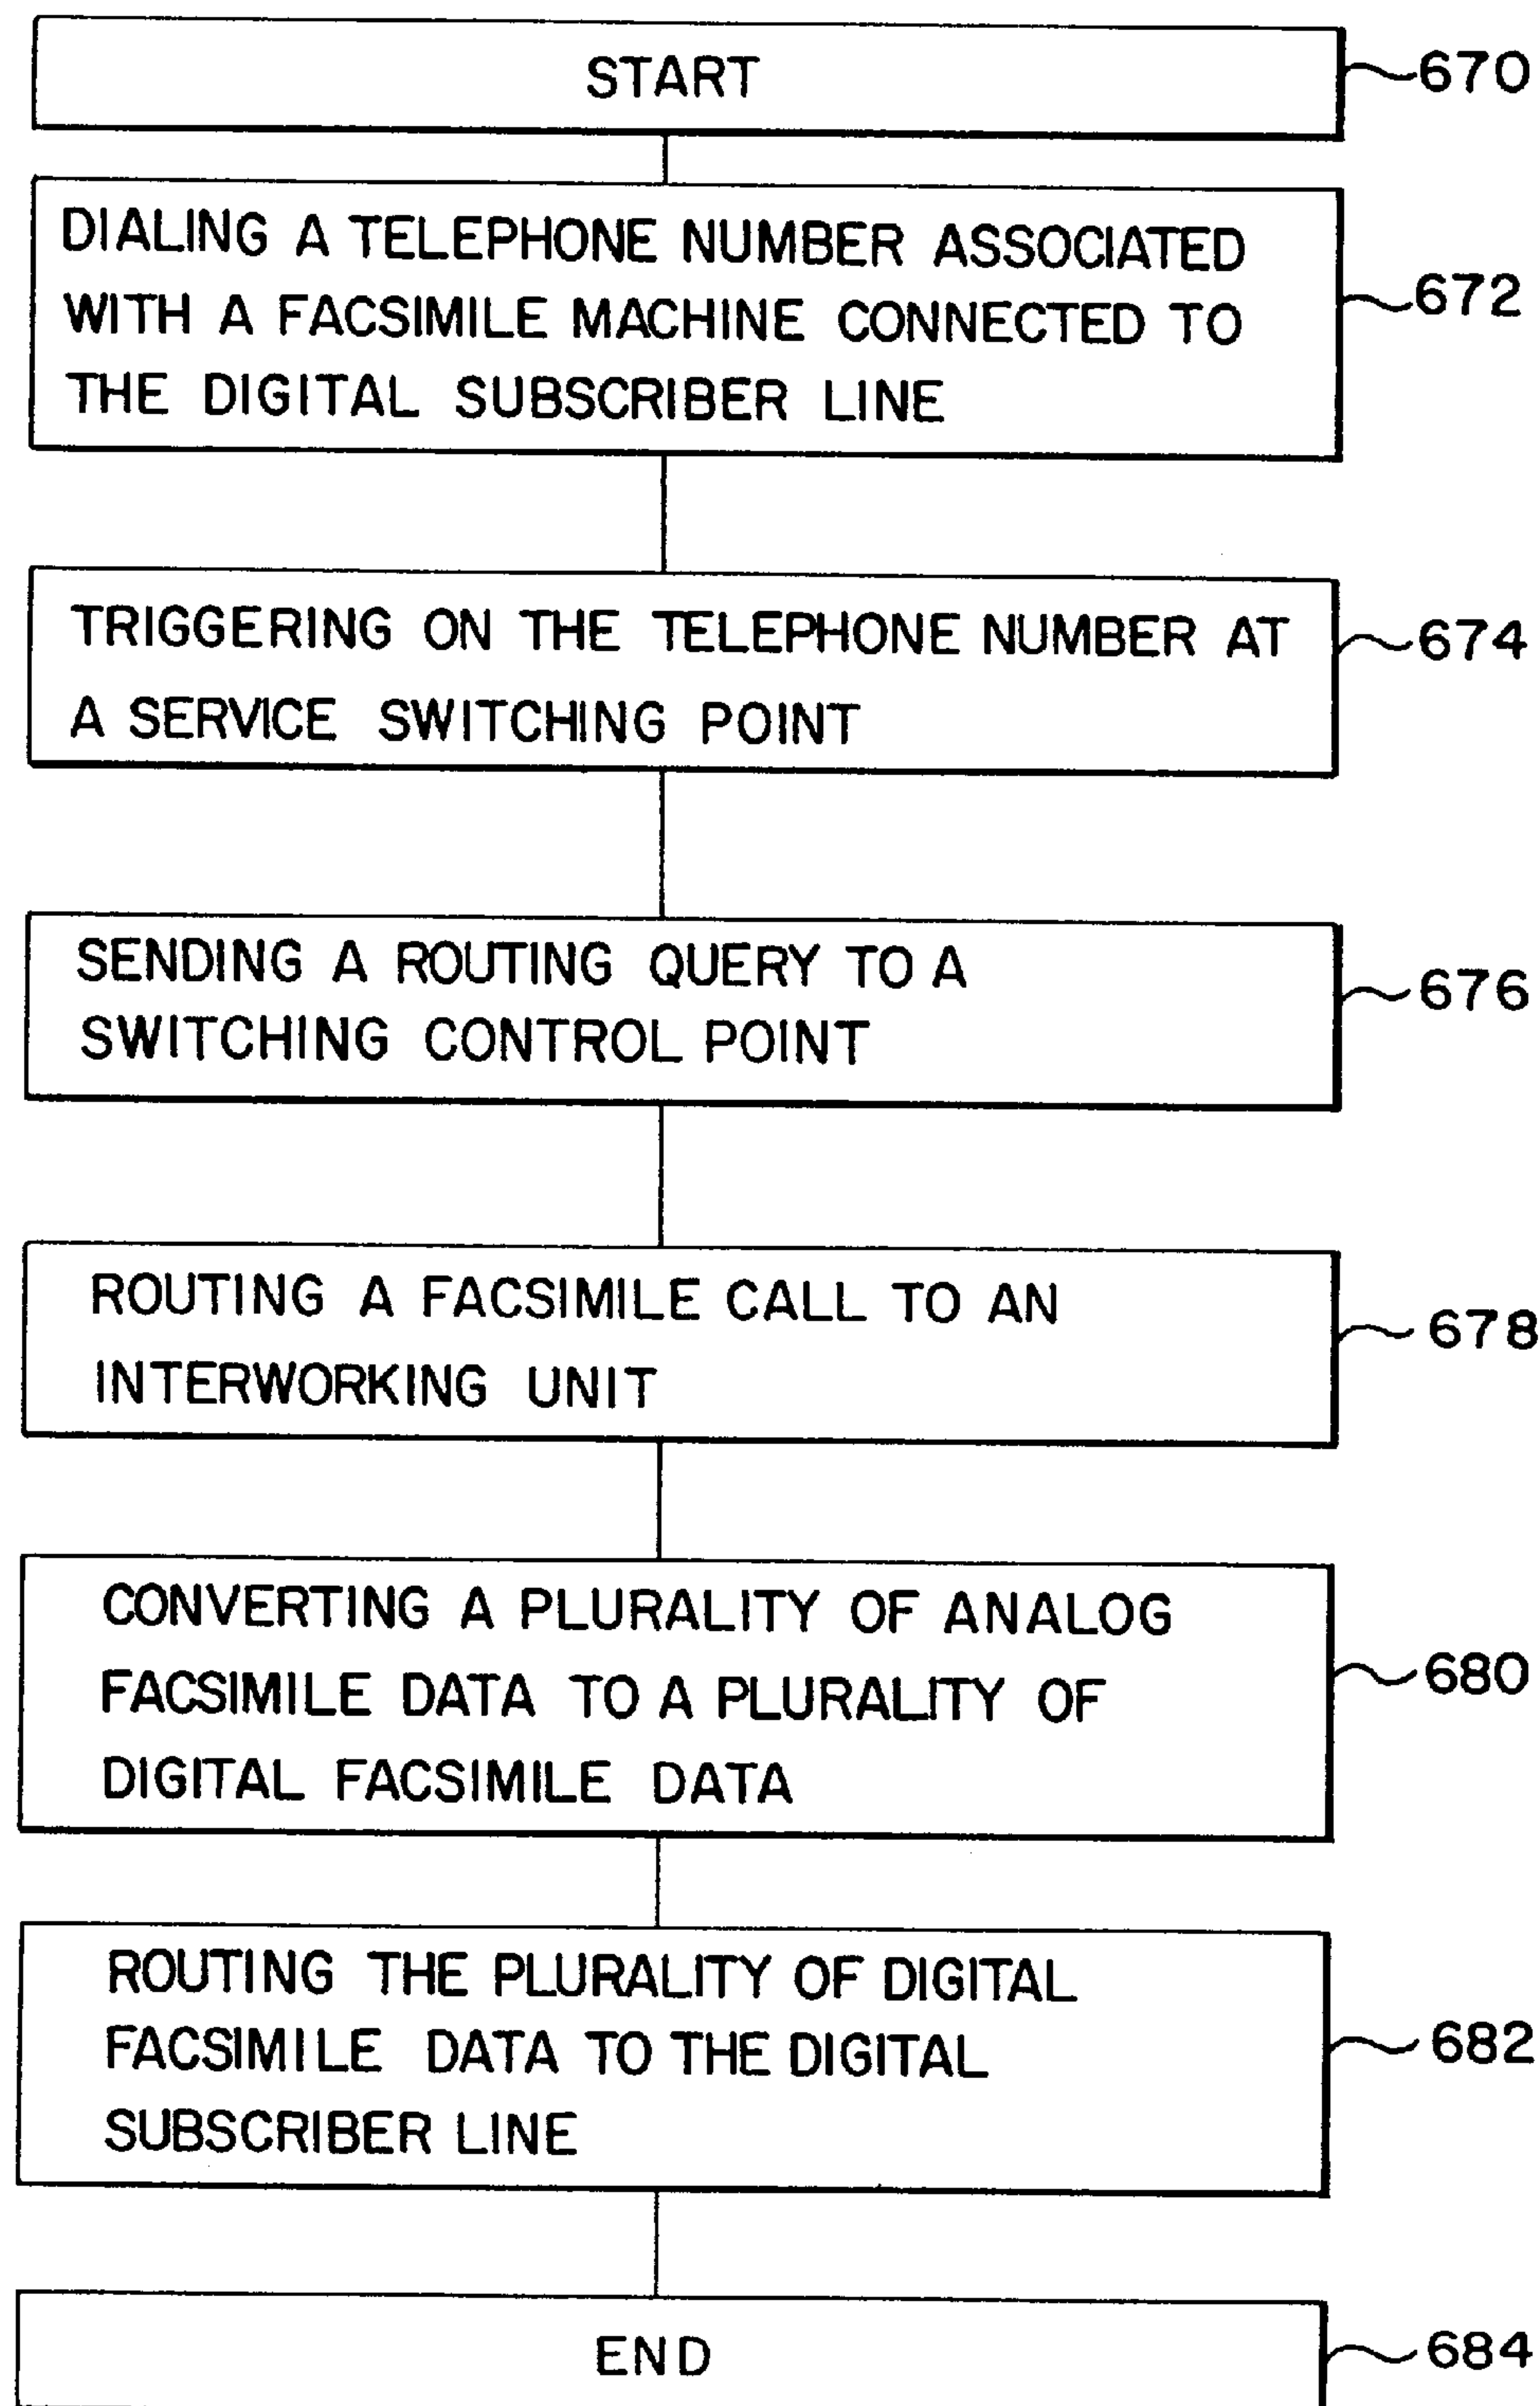 START
670
DIALING A TELEPHONE NUMBER ASSOCIATED
WITH A FACSIMILE MACHINE CONNECTED TO
THE DIGITAL SUBSCRIBER LINE
672
TRIGGERING ON THE TELEPHONE NUMBER AT
A SERVICE SWITCHING POINT
674
SENDING A ROUTING QUERY TO A
SWITCHING CONTROL POINT
676
ROUTING A FACSIMILE CALL TO AN
INTERWORKING UNIT
678
CONVERTING A PLURALITY OF ANALOG
FACSIMILE DATA TO A PLURALITY OF
DIGITAL FACSIMILE DATA
680
ROUTING THE PLURALITY OF DIGITAL
FACSIMILE DATA TO THE DIGITAL
SUBSCRIBER LINE
682
END
684